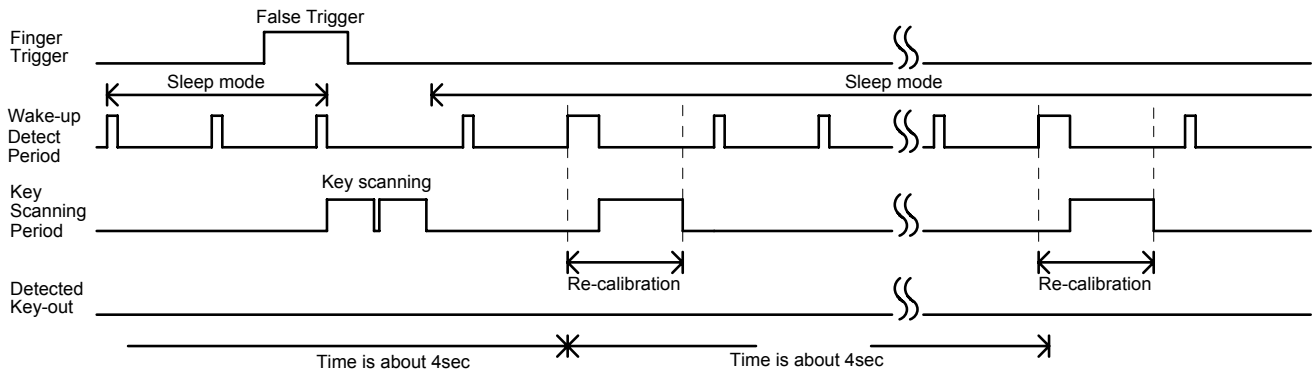 False Trigger
Finger
Trigger
Sleep mode
Sleep mode
Wake-up
Detect
Period
Key scanning
Key
Scanning
Period
Re-calibration
Re-calibration
Detected
Key-out
Time is about 4sec
Time is about 4sec